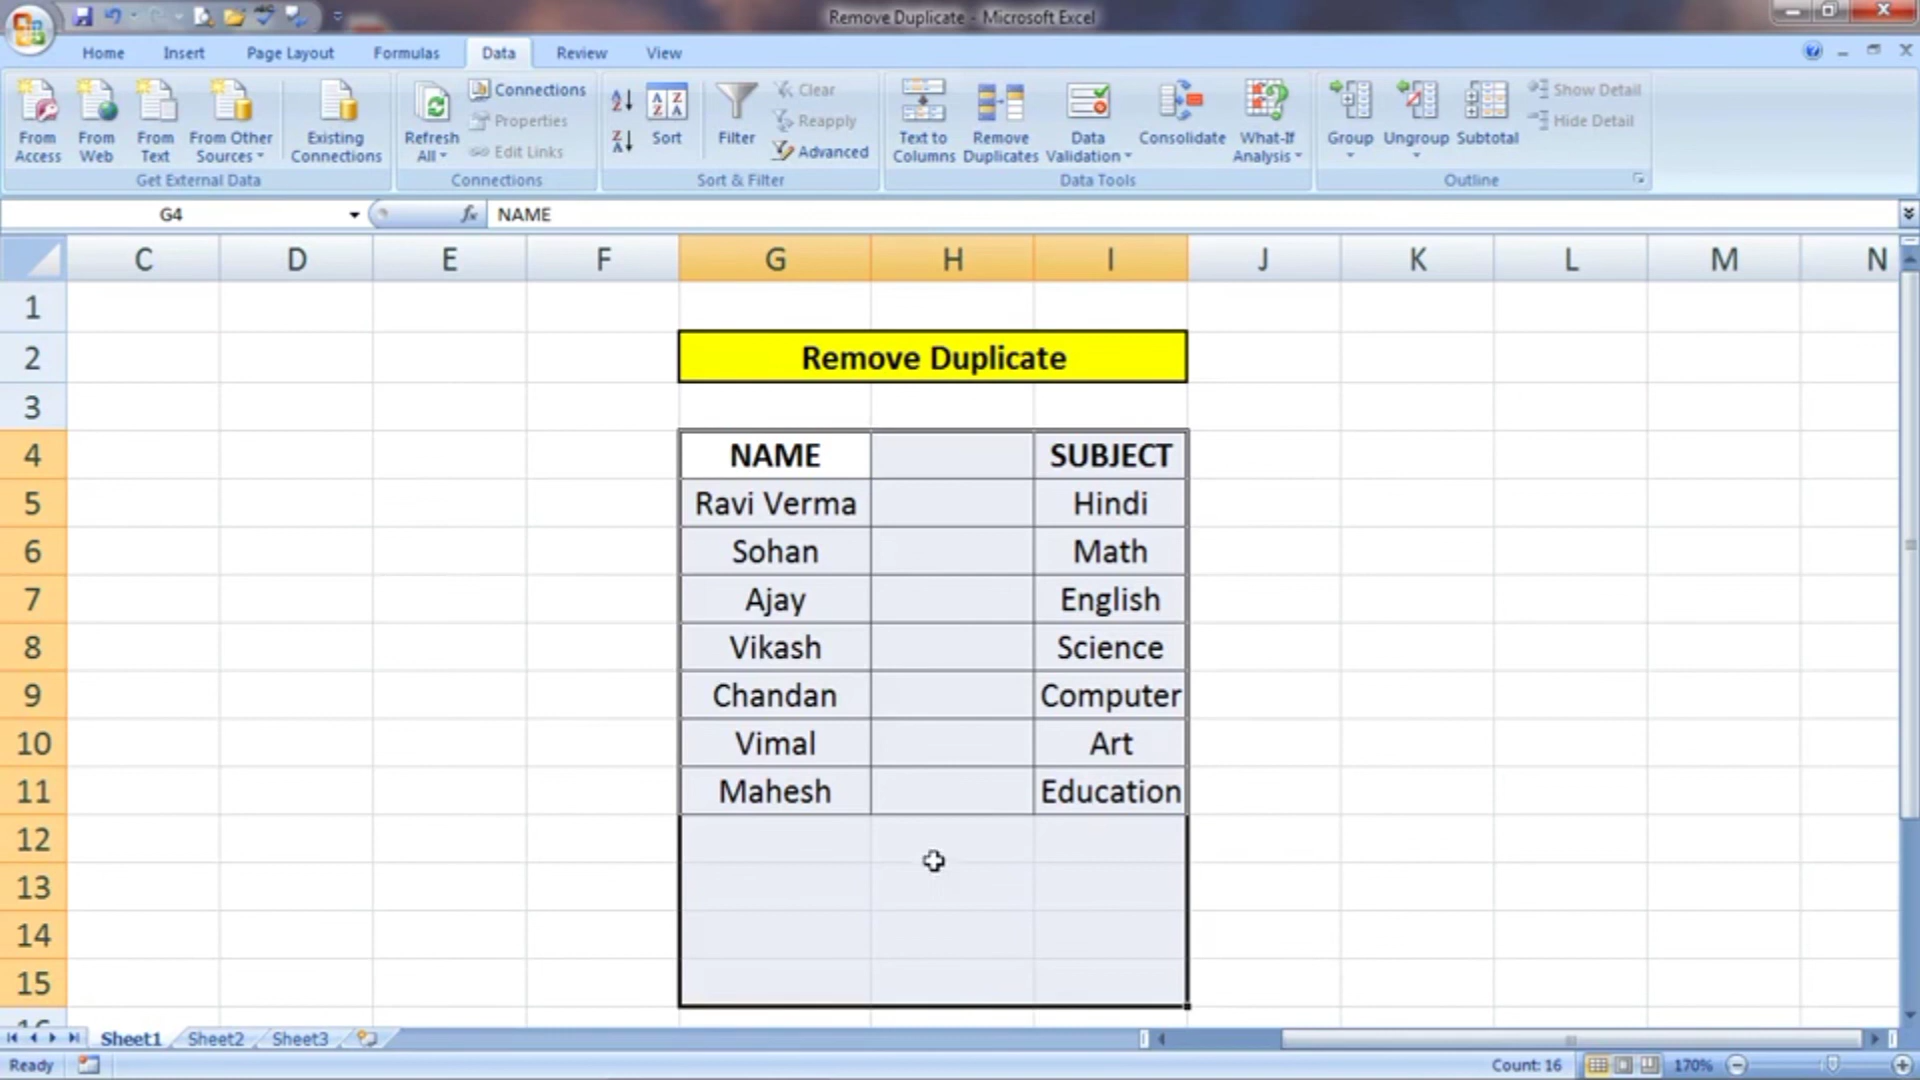 Remove Duplicate - Microsoft Excel
Home Insert Page Layout Formulas Data Review View
From Access
From Web
From Text
From Other Sources
Existing Connections
Get External Data
Refresh All
Connections
Properties
Edit Links
Connections
Sort
Filter
Clear
Reapply
Advanced
Sort & Filter
Text to Columns
Remove Duplicates
Data Validation
Consolidate
What-If Analysis
Data Tools
Group
Ungroup
Subtotal
Show Detail
Hide Detail
Outline
G4 fx NAME
C D E F G H I J K L M N
1
2 Remove Duplicate
3
4 NAME SUBJECT
5 Ravi Verma Hindi
6 Sohan Math
7 Ajay English
8 Vikash Science
9 Chandan Computer
10 Vimal Art
11 Mahesh Education
12
13
14
15
Sheet1 Sheet2 Sheet3
Ready Count: 16 170%